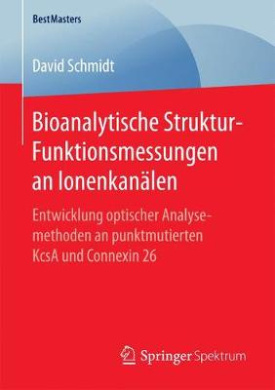 BestMasters
David Schmidt
Bioanalytische Struktur-
Funktionsmessungen
an Ionenkanälen
Entwicklung optischer Analyse-
methoden an punktmutierten
KcsA und Connexin 26
Springer Spektrum